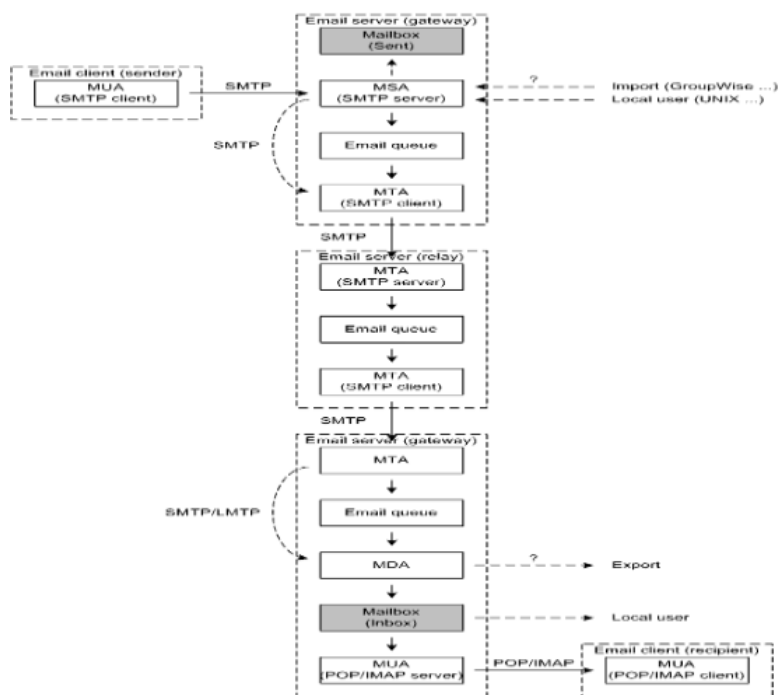 Email server (gateway)
Mailbox
(Sent)
Email client (sender)
MUA
(SMTP client)
SMTP
MSA
(SMTP server)
?
Import (GroupWise ...)
Local user (UNIX ...)
SMTP
Email queue
MTA
(SMTP client)
SMTP
Email server (relay)
MTA
(SMTP server)
Email queue
MTA
(SMTP client)
SMTP
Email server (gateway)
MTA
SMTP/LMTP
Email queue
MDA
?
Export
Mailbox
(Inbox)
Local user
Email client (recipient)
MUA
(POP/IMAP server)
POP/IMAP
MUA
(POP/IMAP client)